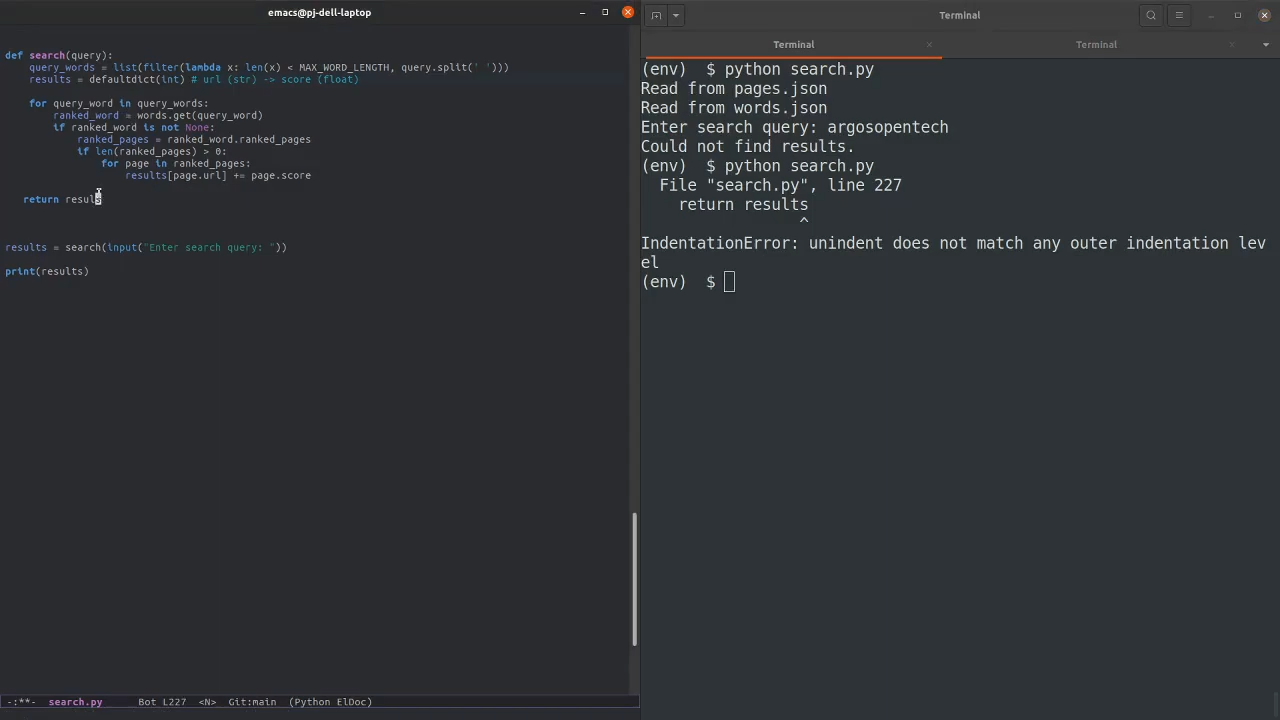 emacs@pj-dell-laptop
def search(query):
    query_words = list(filter(lambda x: len(x) < MAX_WORD_LENGTH, query.split(' ')))
    results = defaultdict(int) # url (str) -> score (float)
    for query_word in query_words:
        ranked_word = words.get(query_word)
        if ranked_word is not None:
            ranked_pages = ranked_word.ranked_pages
            if len(ranked_pages) > 0:
                for page in ranked_pages:
                    results[page.url] += page.score
   return results
results = search(input("Enter search query: "))
print(results)
-:**- search.py Bot L227 <N> Git:main (Python ElDoc)
Terminal
Terminal Terminal
(env) $ python search.py
Read from pages.json
Read from words.json
Enter search query: argosopentech
Could not find results.
(env) $ python search.py
  File "search.py", line 227
    return results
                 ^
IndentationError: unindent does not match any outer indentation lev
el
(env) $